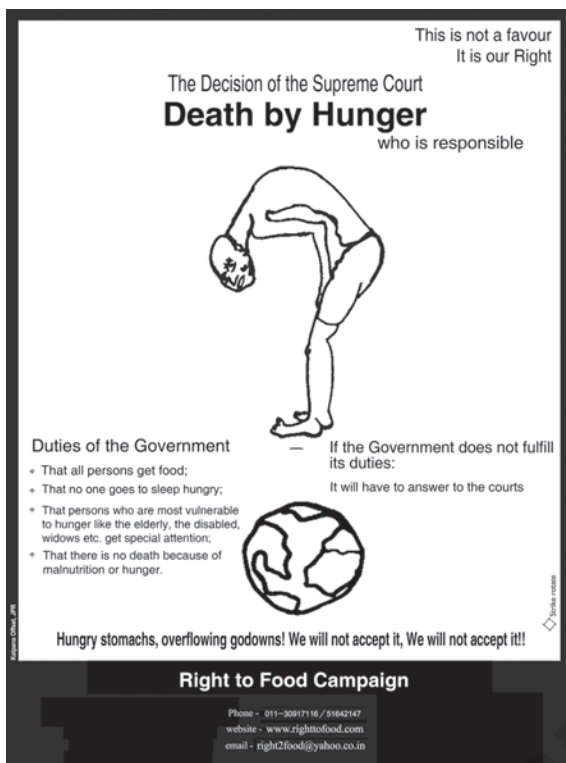 This is not a favour
It is our Right
The Decision of the Supreme Court
Death by Hunger
who is responsible
Duties of the Government
❖ That all persons get food;
❖ That no one goes to sleep hungry;
❖ That persons who are most vulnerable
to hunger like the elderly, the disabled,
widows etc. get special attention;
❖ That there is no death because of
malnutrition or hunger.
If the Government does not fulfill
its duties:
It will have to answer to the courts
Kalpana Offset, JPR
Strike rotate
Hungry stomachs, overflowing godowns! We will not accept it, We will not accept it!!
Right to Food Campaign
Phone - 011-30917116 / 51642147
website - www.righttofood.com
email - right2food@yahoo.co.in